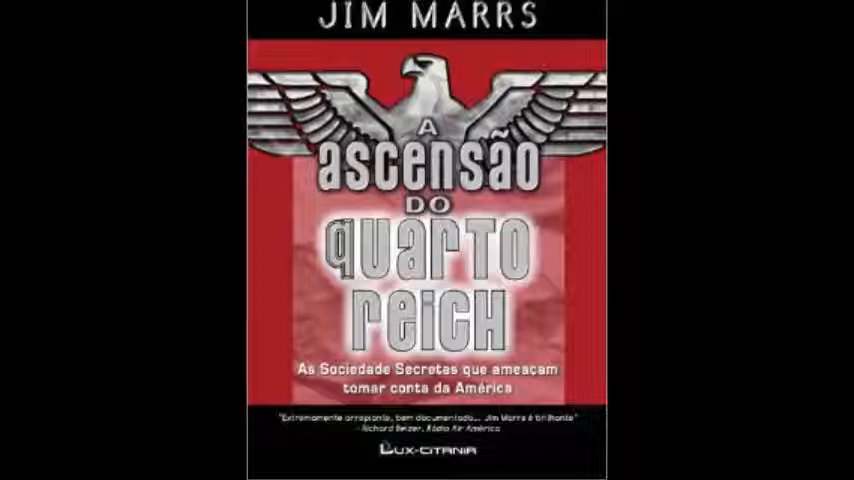 JIM MARRS
A
ascensão
DO
quarto
reich
As Sociedade Secretas que ameaçam
tomar conta da América
"Extremamente arrepiante, bem documentado... Jim Marrs é brilhante"
- Richard Belzer, Rádio Air América
LUX-CITANIA